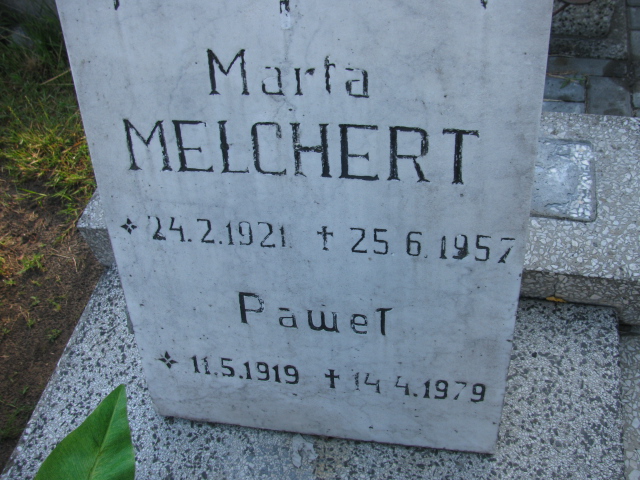 Marta
MELCHERT
24.2.1921 ✝ 25.6.1957
Paweł
11.5.1919 ✝ 14.4.1979